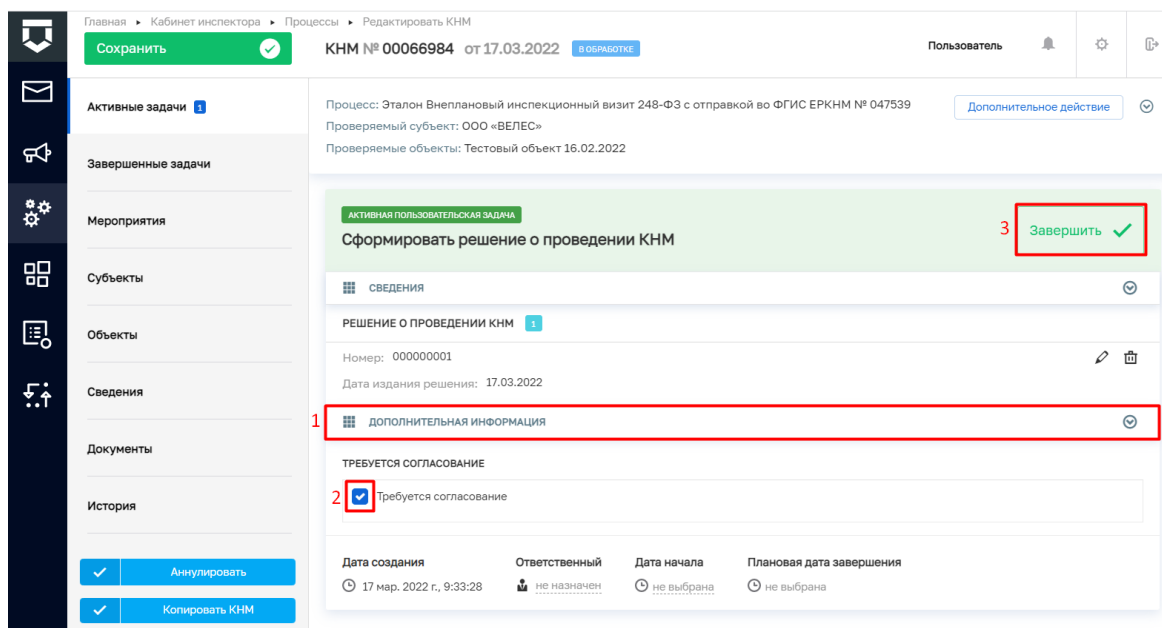 Главная ▸ Кабинет инспектора ▸ Процессы ▸ Редактировать КНМ
Сохранить
КНМ № 00066984 от 17.03.2022 В ОБРАБОТКЕ
Пользователь
Активные задачи 1
Завершенные задачи
Мероприятия
Субъекты
Объекты
Сведения
Документы
История
Аннулировать
Копировать КНМ
Процесс: Эталон Внеплановый инспекционный визит 248-ФЗ с отправкой во ФГИС ЕРКНМ № 047539
Дополнительное действие
Проверяемый субъект: ООО «ВЕЛЕС»
Проверяемые объекты: Тестовый объект 16.02.2022
АКТИВНАЯ ПОЛЬЗОВАТЕЛЬСКАЯ ЗАДАЧА
Сформировать решение о проведении КНМ
3 Завершить
СВЕДЕНИЯ
РЕШЕНИЕ О ПРОВЕДЕНИИ КНМ 1
Номер: 000000001
Дата издания решения: 17.03.2022
1 ДОПОЛНИТЕЛЬНАЯ ИНФОРМАЦИЯ
ТРЕБУЕТСЯ СОГЛАСОВАНИЕ
2 Требуется согласование
Дата создания Ответственный Дата начала Плановая дата завершения
17 мар. 2022 г., 9:33:28 не назначен не выбрана не выбрана